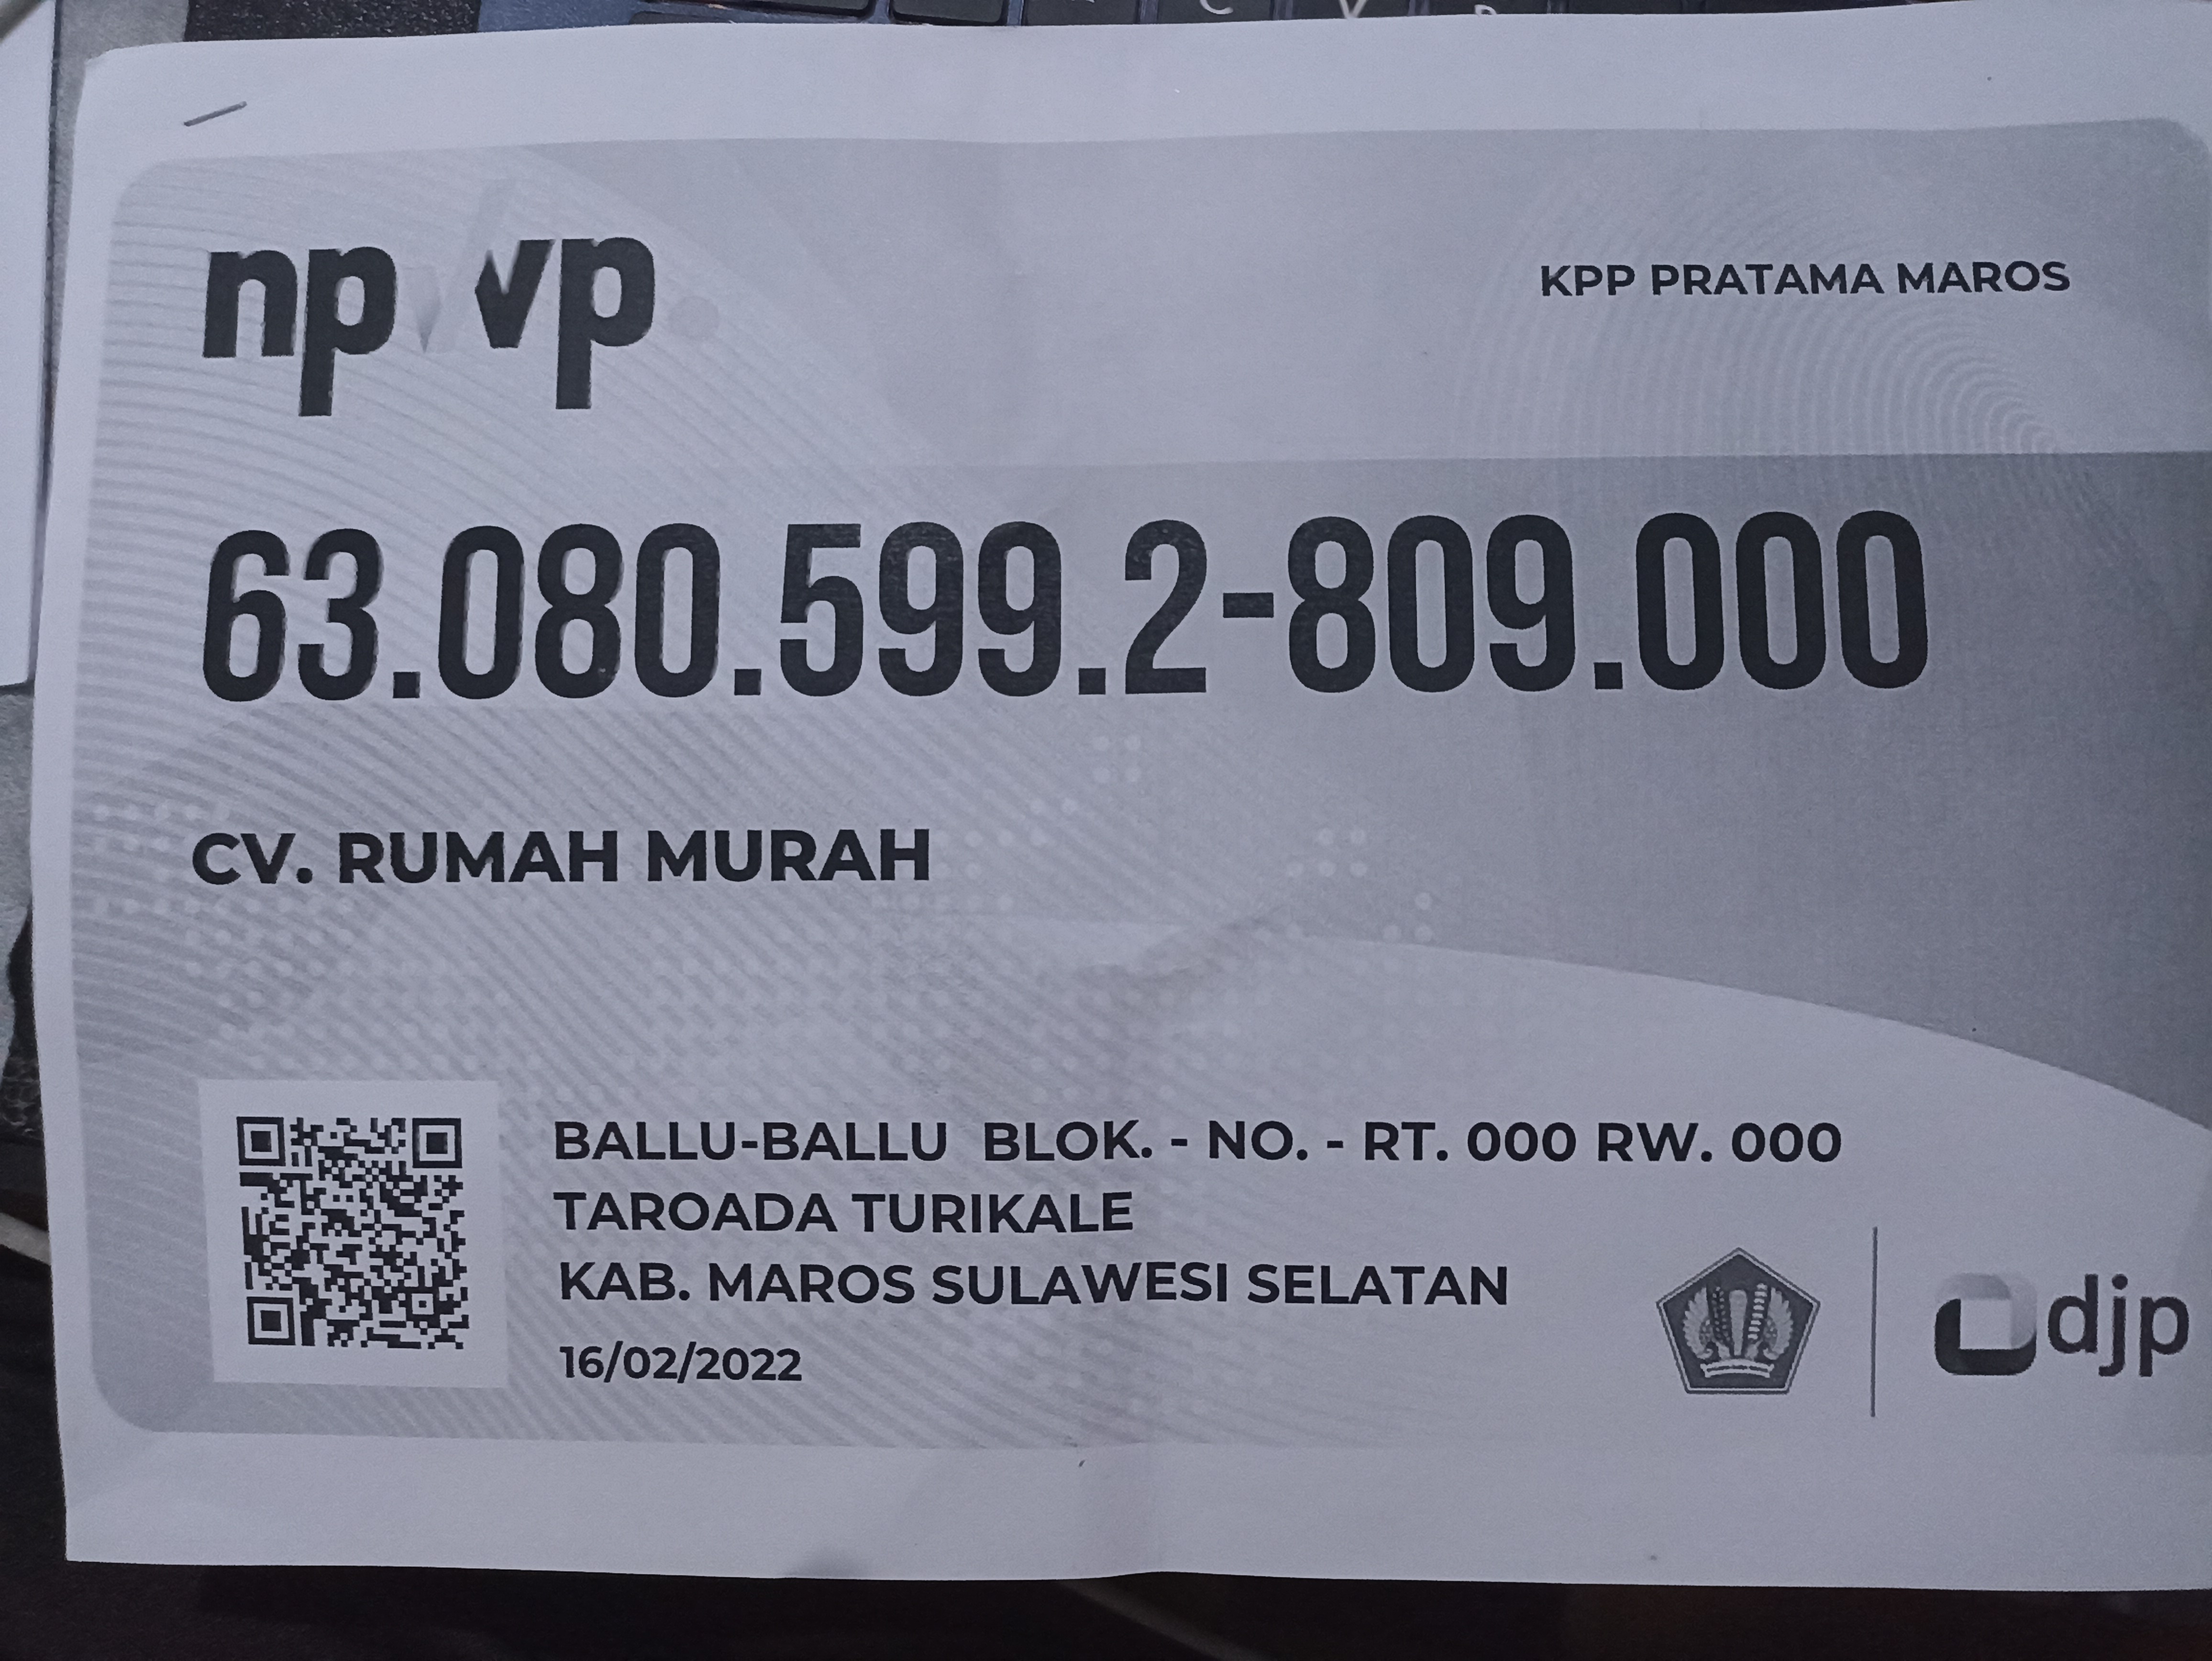 npwp.
KPP PRATAMA MAROS
63.080.599.2-809.000
CV. RUMAH MURAH
BALLU-BALLU BLOK. - NO. - RT. 000 RW. 000
TAROADA TURIKALE
KAB. MAROS SULAWESI SELATAN
16/02/2022
djp